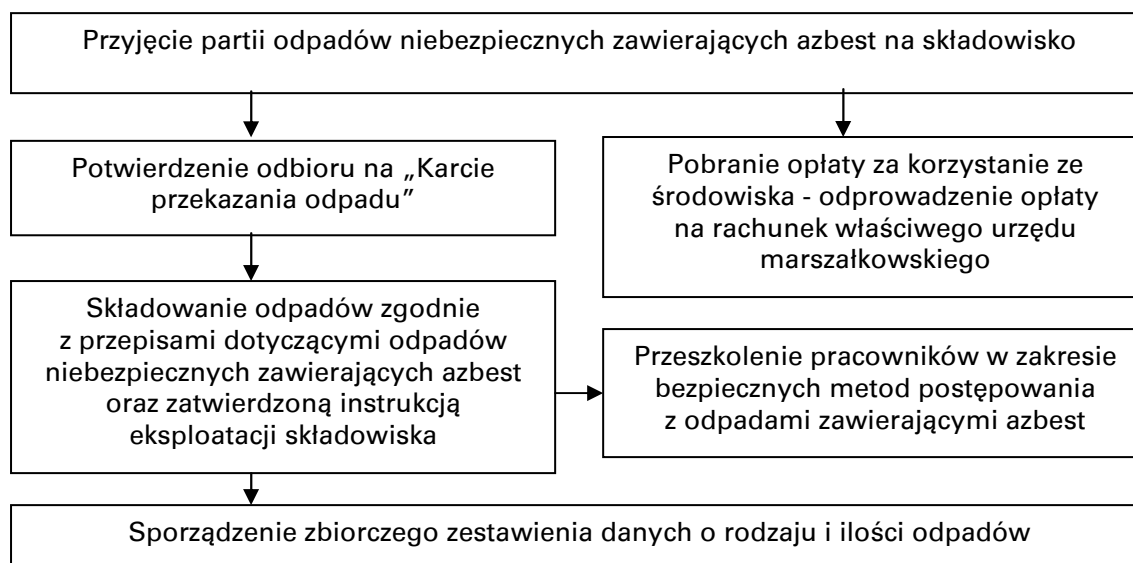 Przyjęcie partii odpadów niebezpiecznych zawierających azbest na składowisko
Potwierdzenie odbioru na „Karcie
przekazania odpadu”
Pobranie opłaty za korzystanie ze
środowiska - odprowadzenie opłaty
na rachunek właściwego urzędu
marszałkowskiego
Składowanie odpadów zgodnie
z przepisami dotyczącymi odpadów
niebezpiecznych zawierających azbest
oraz zatwierdzoną instrukcją
eksploatacji składowiska
Przeszkolenie pracowników w zakresie
bezpiecznych metod postępowania
z odpadami zawierającymi azbest
Sporządzenie zbiorczego zestawienia danych o rodzaju i ilości odpadów